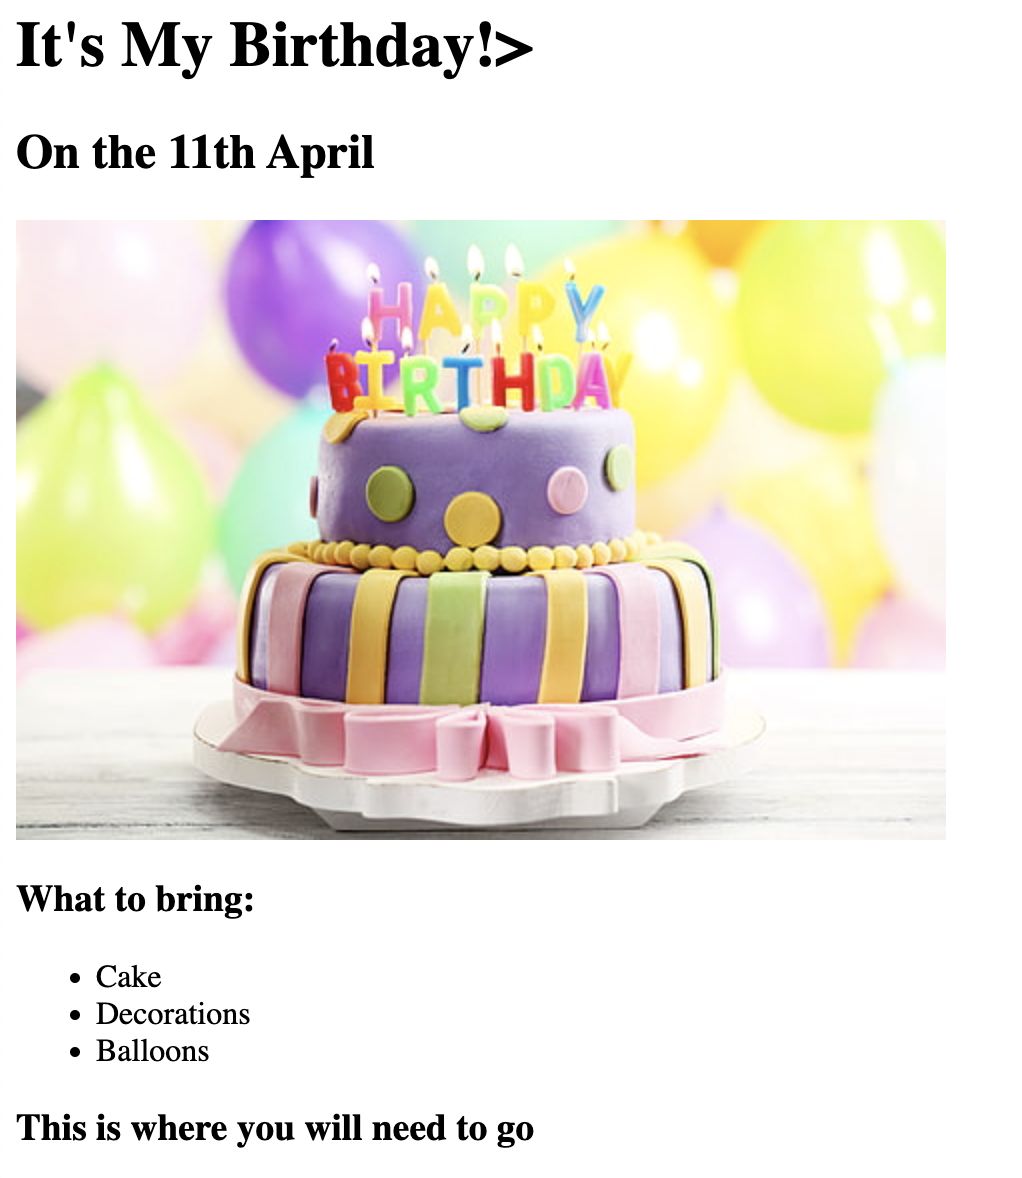 It's My Birthday!>
On the 11th April
HAPPY
BIRTHDAY
What to bring:
Cake
Decorations
Balloons
This is where you will need to go